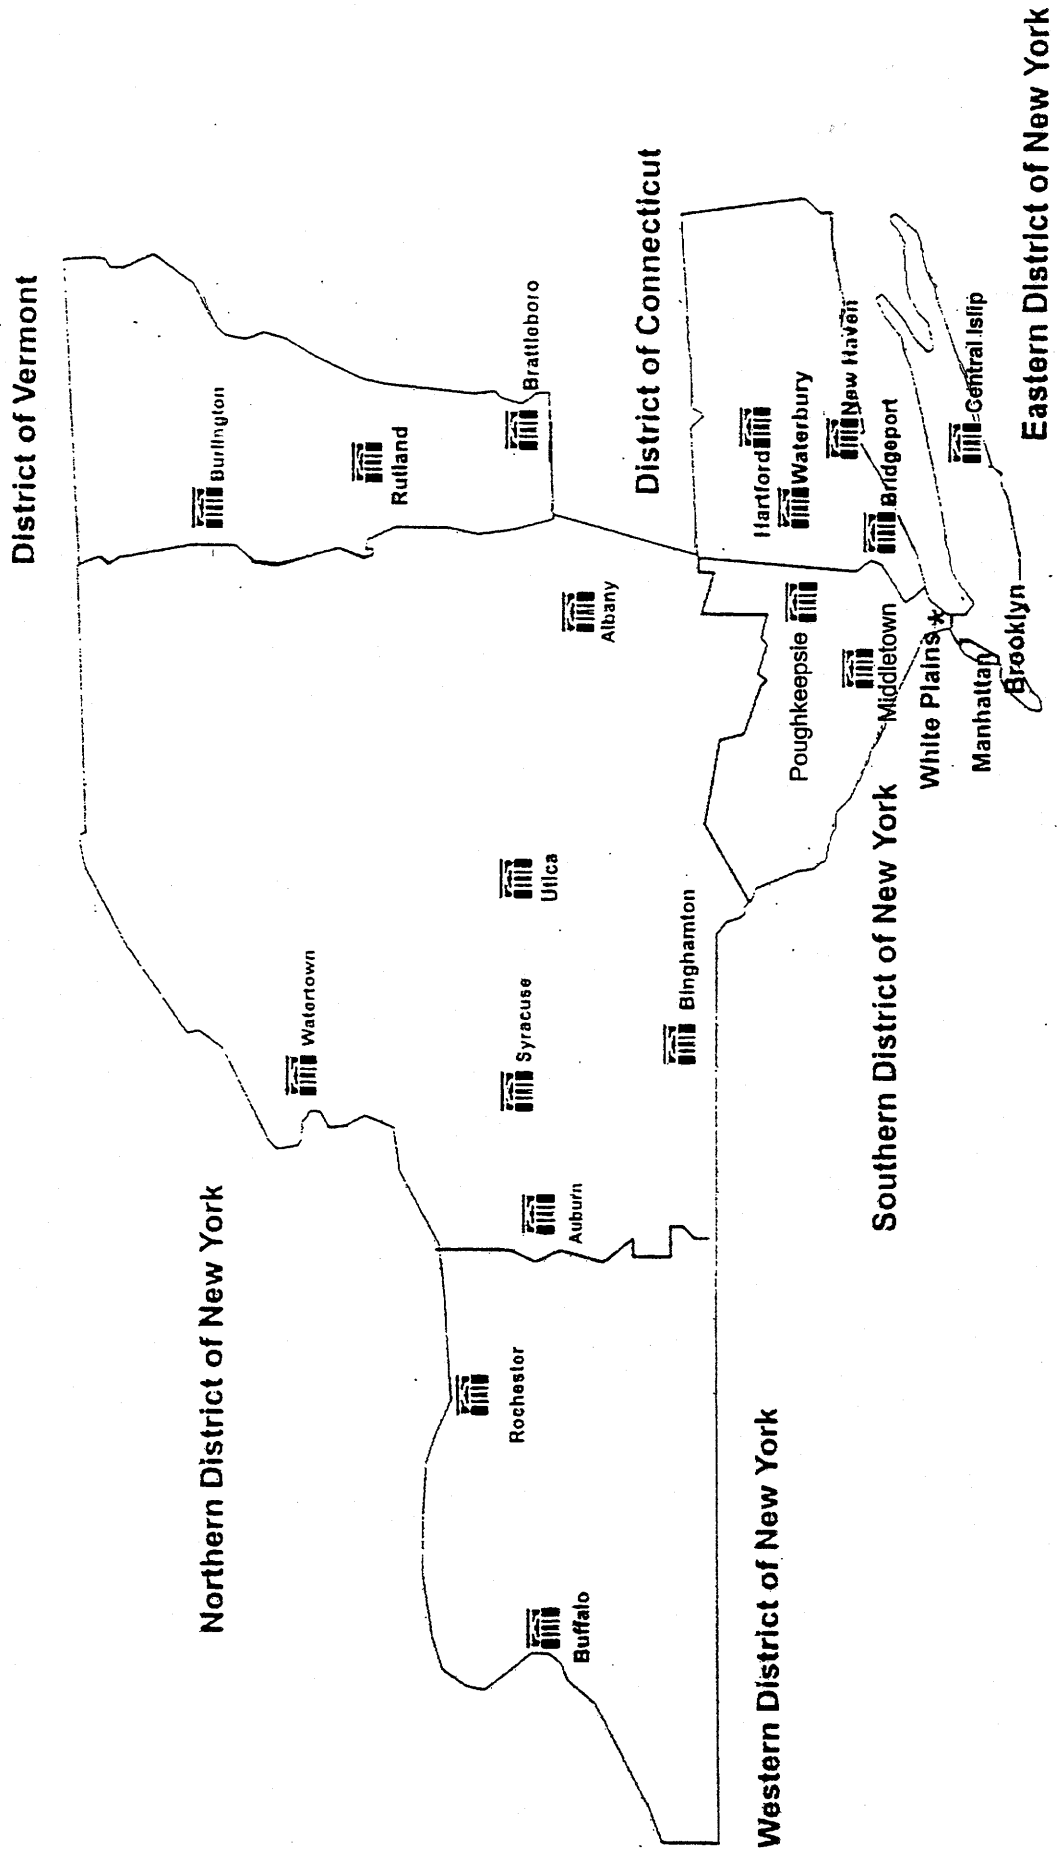 District of Vermont
Burlington
Rutland
Brattleboro
Northern District of New York
Watertown
Albany
Utica
Syracuse
Auburn
Binghamton
Rochester
Buffalo
Western District of New York
District of Connecticut
Hartford
Waterbury
New Haven
Bridgeport
Poughkeepsie
Middletown
White Plains *
Manhattan
Brooklyn
Southern District of New York
Central Islip
Eastern District of New York